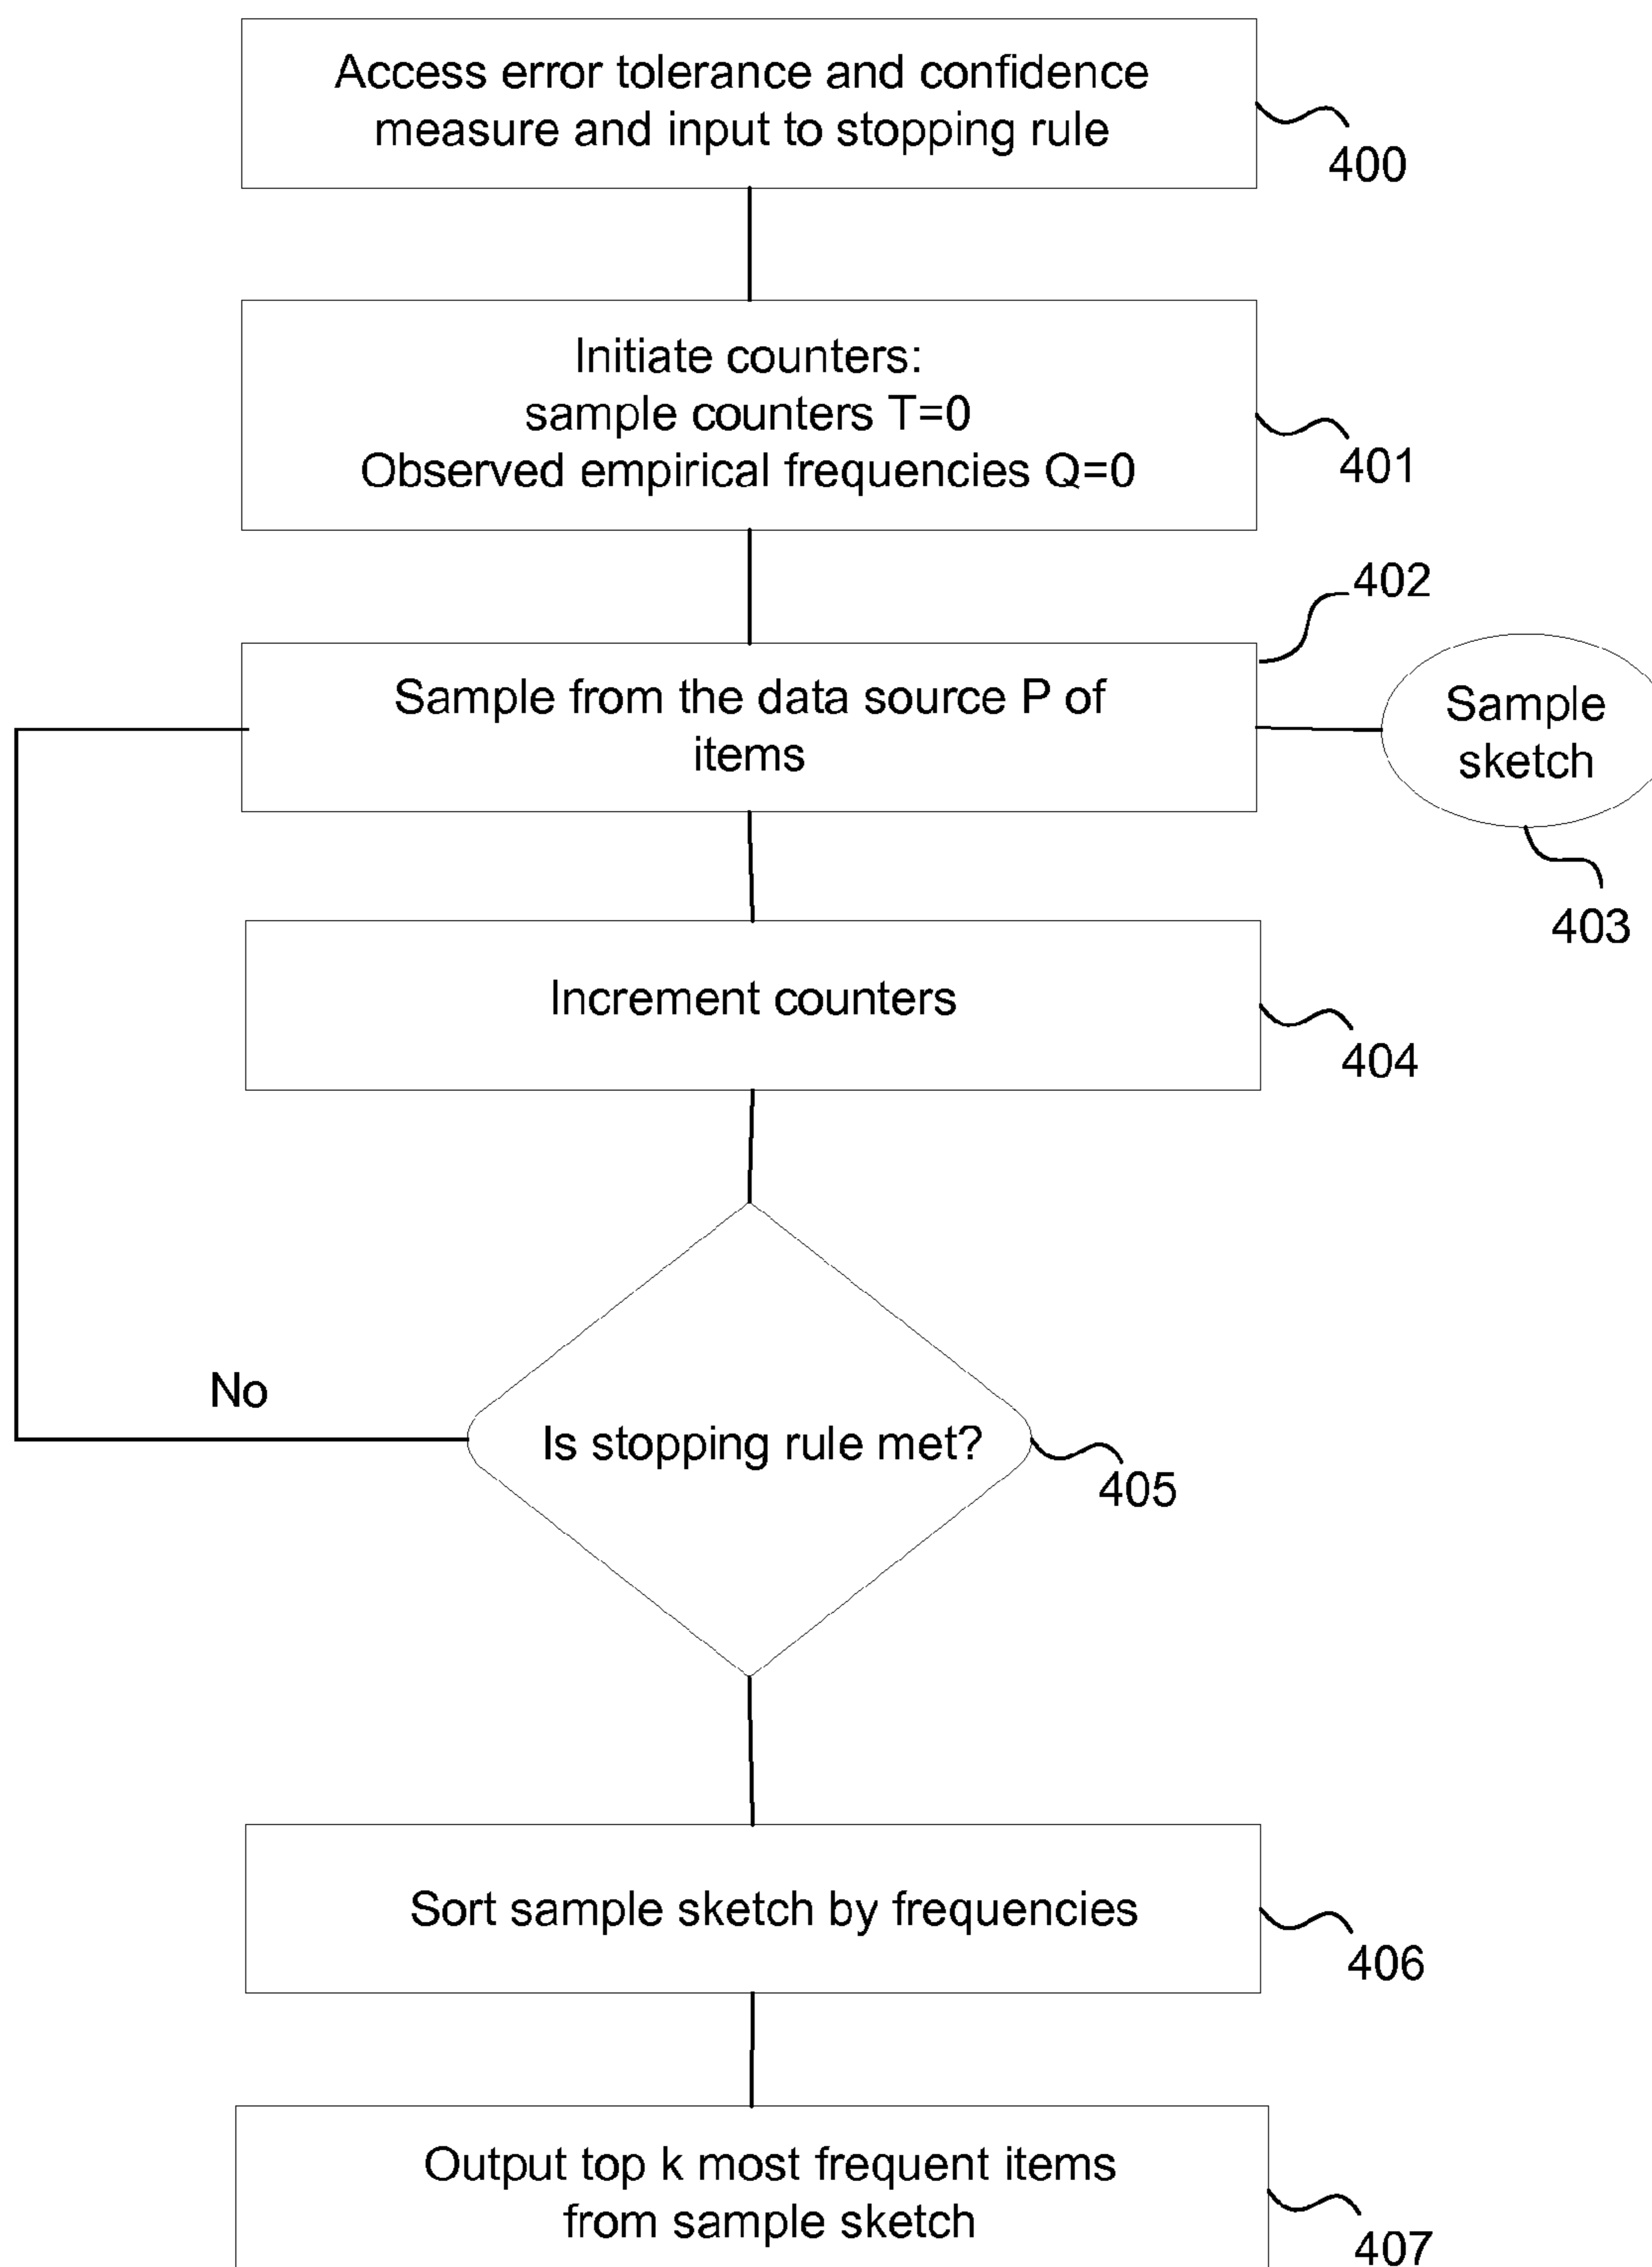 Access error tolerance and confidence
measure and input to stopping rule
400
Initiate counters:
sample counters T=0
Observed empirical frequencies Q=0
401
402
Sample from the data source P of
items
Sample
sketch
403
Increment counters
404
No
Is stopping rule met?
405
Sort sample sketch by frequencies
406
Output top k most frequent items
from sample sketch
407